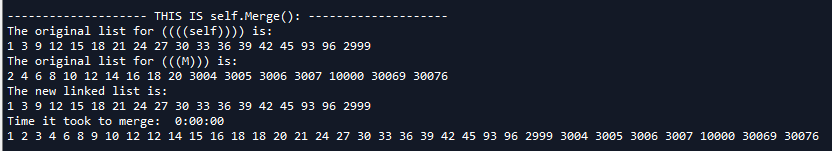 -------------------- THIS IS self.Merge(): --------------------
The original list for ((((self)))) is:
1 3 9 12 15 18 21 24 27 30 33 36 39 42 45 93 96 2999
The original list for (((M))) is:
2 4 6 8 10 12 14 16 18 20 3004 3005 3006 3007 10000 30069 30076
The new linked list is:
1 3 9 12 15 18 21 24 27 30 33 36 39 42 45 93 96 2999
Time it took to merge:  0:00:00
1 2 3 4 6 8 9 10 12 12 14 15 16 18 18 20 21 24 27 30 33 36 39 42 45 93 96 2999 3004 3005 3006 3007 10000 30069 30076